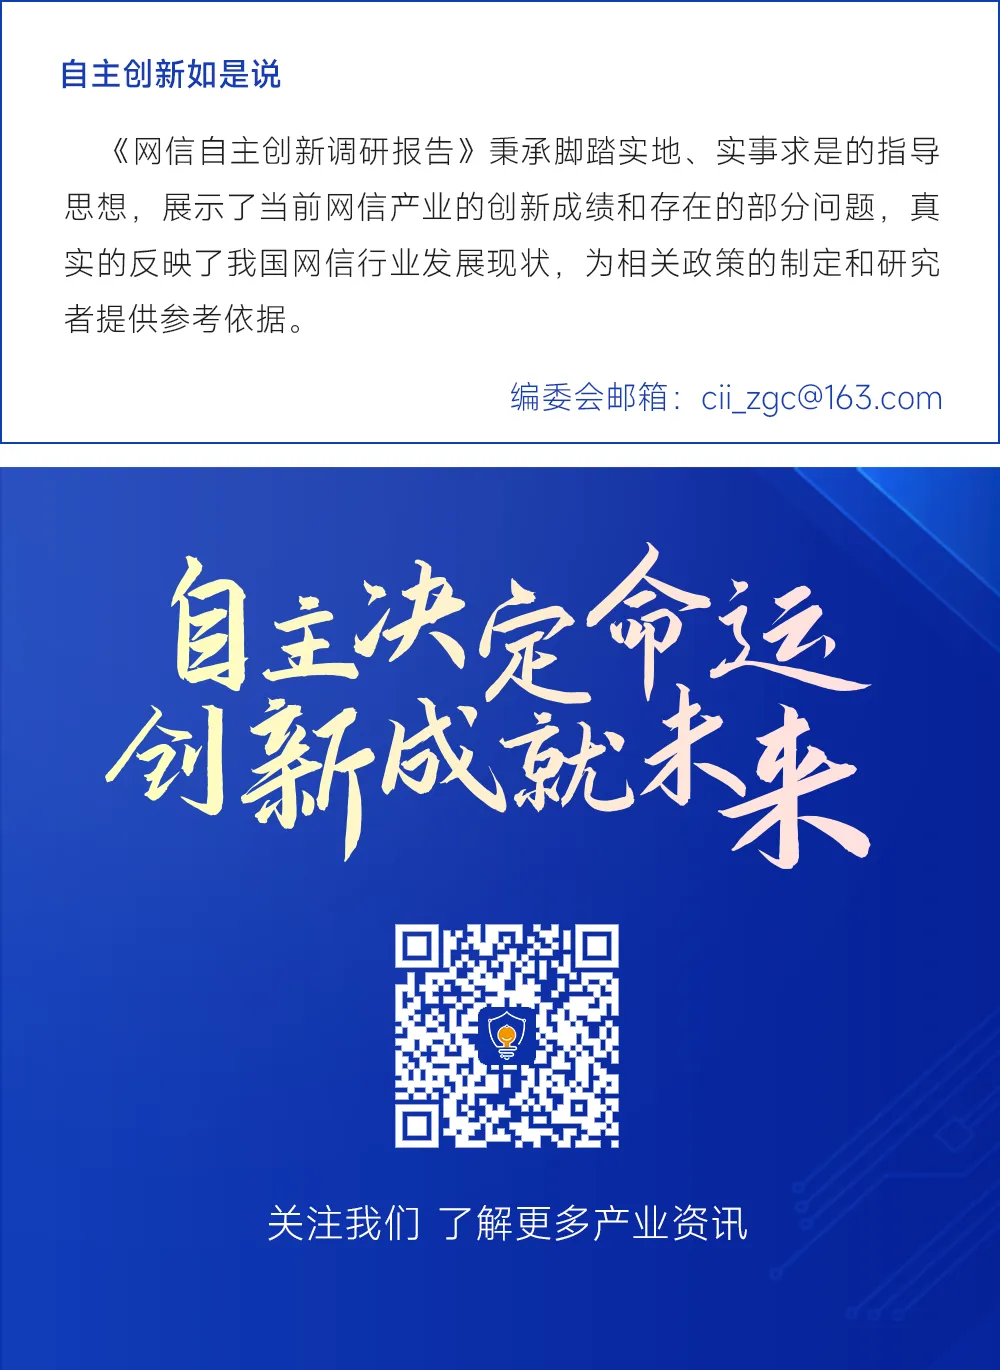 自主创新如是说
《网信自主创新调研报告》秉承脚踏实地、实事求是的指导
思想，展示了当前网信产业的创新成绩和存在的部分问题，真
实的反映了我国网信行业发展现状，为相关政策的制定和研究
者提供参考依据。
编委会邮箱：cii_zgc@163.com
自主决定命运
创新成就未来
关注我们 了解更多产业资讯